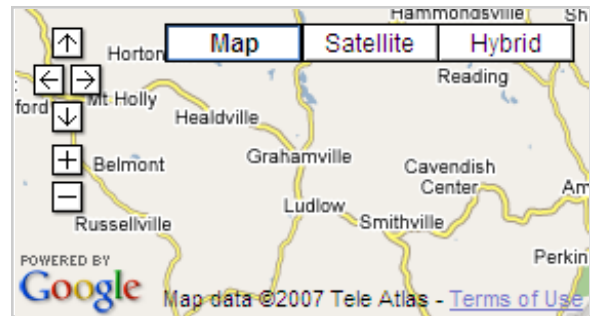 Hammondsville
Sh
Horton
Map
Satellite
Hybrid
Reading
ford
Mt Holly
Healdville
Belmont
Grahamville
Cavendish
Center
Am
Ludlow
Russellville
Smithville
Perkin
POWERED BY
Google
Map data ©2007 Tele Atlas - Terms of Use